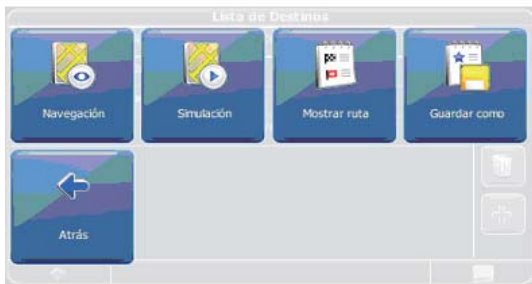 Lista de Destinos
Navegación
Simulación
Mostrar ruta
Guardar como
Atrás